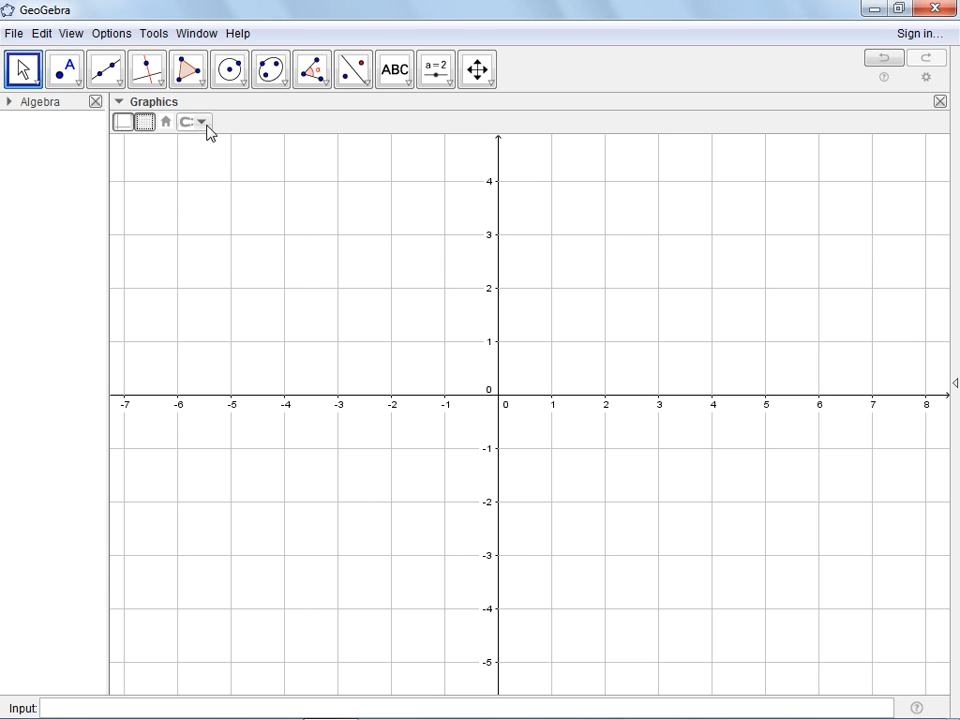 GeoGebra
File Edit View Options Tools Window Help Sign in...
A α ABC a=2
Algebra Graphics
4
3
2
1
0
-7 -6 -5 -4 -3 -2 -1 0 1 2 3 4 5 6 7 8
-1
-2
-3
-4
-5
Input: